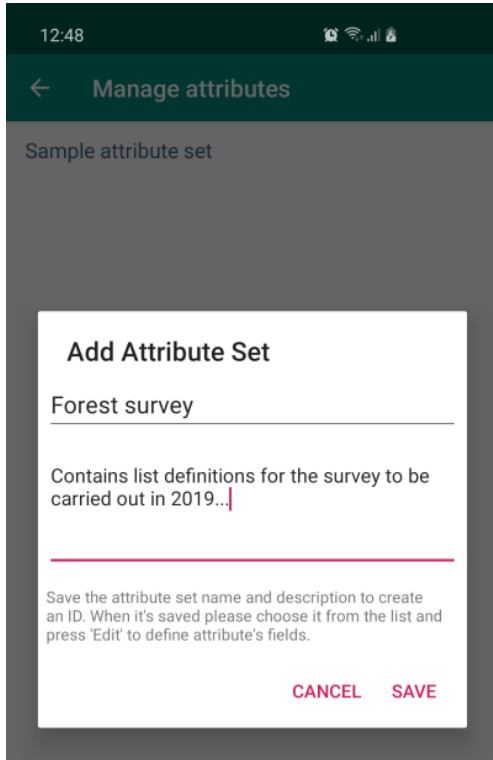 12:48
Manage attributes
Sample attribute set
Add Attribute Set
Forest survey
Contains list definitions for the survey to be
carried out in 2019...
Save the attribute set name and description to create
an ID. When it's saved please choose it from the list and
press 'Edit' to define attribute's fields.
CANCEL SAVE